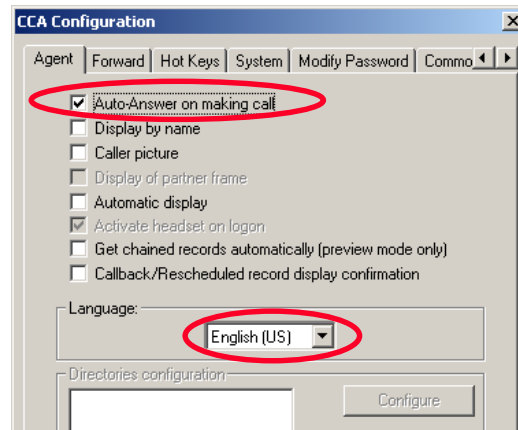 CCA Configuration
Agent Forward Hot Keys System Modify Password Commo
Auto-Answer on making call
Display by name
Caller picture
Display of partner frame
Automatic display
Activate headset on logon
Get chained records automatically (preview mode only)
Callback/Rescheduled record display confirmation
Language:
English (US)
Directories configuration
Configure